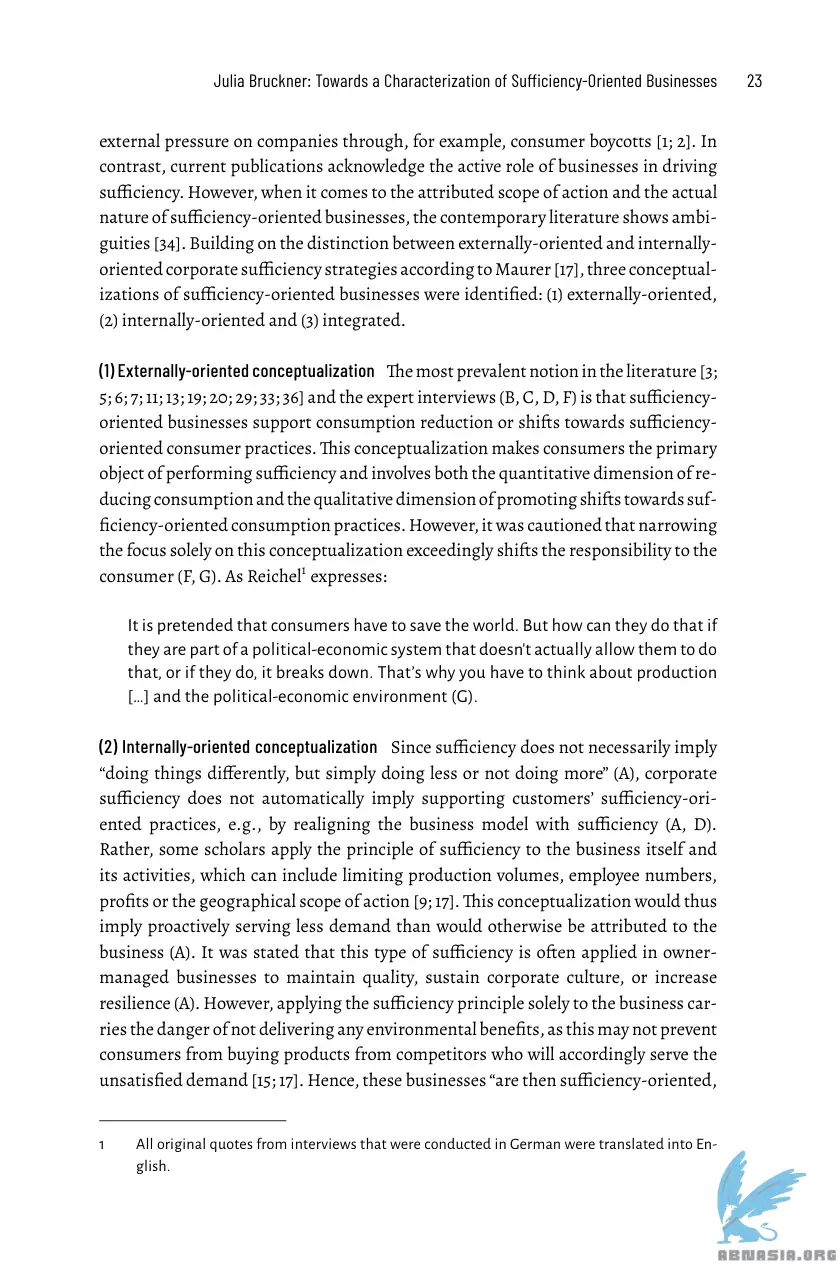 Julia Bruckner: Towards a Characterization of Sufficiency-Oriented Businesses 23
external pressure on companies through, for example, consumer boycotts [1; 2]. In
contrast, current publications acknowledge the active role of businesses in driving
sufficiency. However, when it comes to the attributed scope of action and the actual
nature of sufficiency-oriented businesses, the contemporary literature shows ambi-
guities [34]. Building on the distinction between externally-oriented and internally-
oriented corporate sufficiency strategies according to Maurer [17], three conceptual-
izations of sufficiency-oriented businesses were identified: (1) externally-oriented,
(2) internally-oriented and (3) integrated.
(1) Externally-oriented conceptualization The most prevalent notion in the literature [3;
5; 6; 7; 11; 13; 19; 20; 29; 33; 36] and the expert interviews (B, C, D, F) is that sufficiency-
oriented businesses support consumption reduction or shifts towards sufficiency-
oriented consumer practices. This conceptualization makes consumers the primary
object of performing sufficiency and involves both the quantitative dimension of re-
ducing consumption and the qualitative dimension of promoting shifts towards suf-
ficiency-oriented consumption practices. However, it was cautioned that narrowing
the focus solely on this conceptualization exceedingly shifts the responsibility to the
consumer (F, G). As Reichel1 expresses:
It is pretended that consumers have to save the world. But how can they do that if
they are part of a political-economic system that doesn't actually allow them to do
that, or if they do, it breaks down. That's why you have to think about production
[…] and the political-economic environment (G).
(2) Internally-oriented conceptualization Since sufficiency does not necessarily imply
"doing things differently, but simply doing less or not doing more" (A), corporate
sufficiency does not automatically imply supporting customers' sufficiency-ori-
ented practices, e.g., by realigning the business model with sufficiency (A, D).
Rather, some scholars apply the principle of sufficiency to the business itself and
its activities, which can include limiting production volumes, employee numbers,
profits or the geographical scope of action [9; 17]. This conceptualization would thus
imply proactively serving less demand than would otherwise be attributed to the
business (A). It was stated that this type of sufficiency is often applied in owner-
managed businesses to maintain quality, sustain corporate culture, or increase
resilience (A). However, applying the sufficiency principle solely to the business car-
ries the danger of not delivering any environmental benefits, as this may not prevent
consumers from buying products from competitors who will accordingly serve the
unsatisfied demand [15; 17]. Hence, these businesses "are then sufficiency-oriented,
1 All original quotes from interviews that were conducted in German were translated into En-
glish.
ABNASIA.ORG